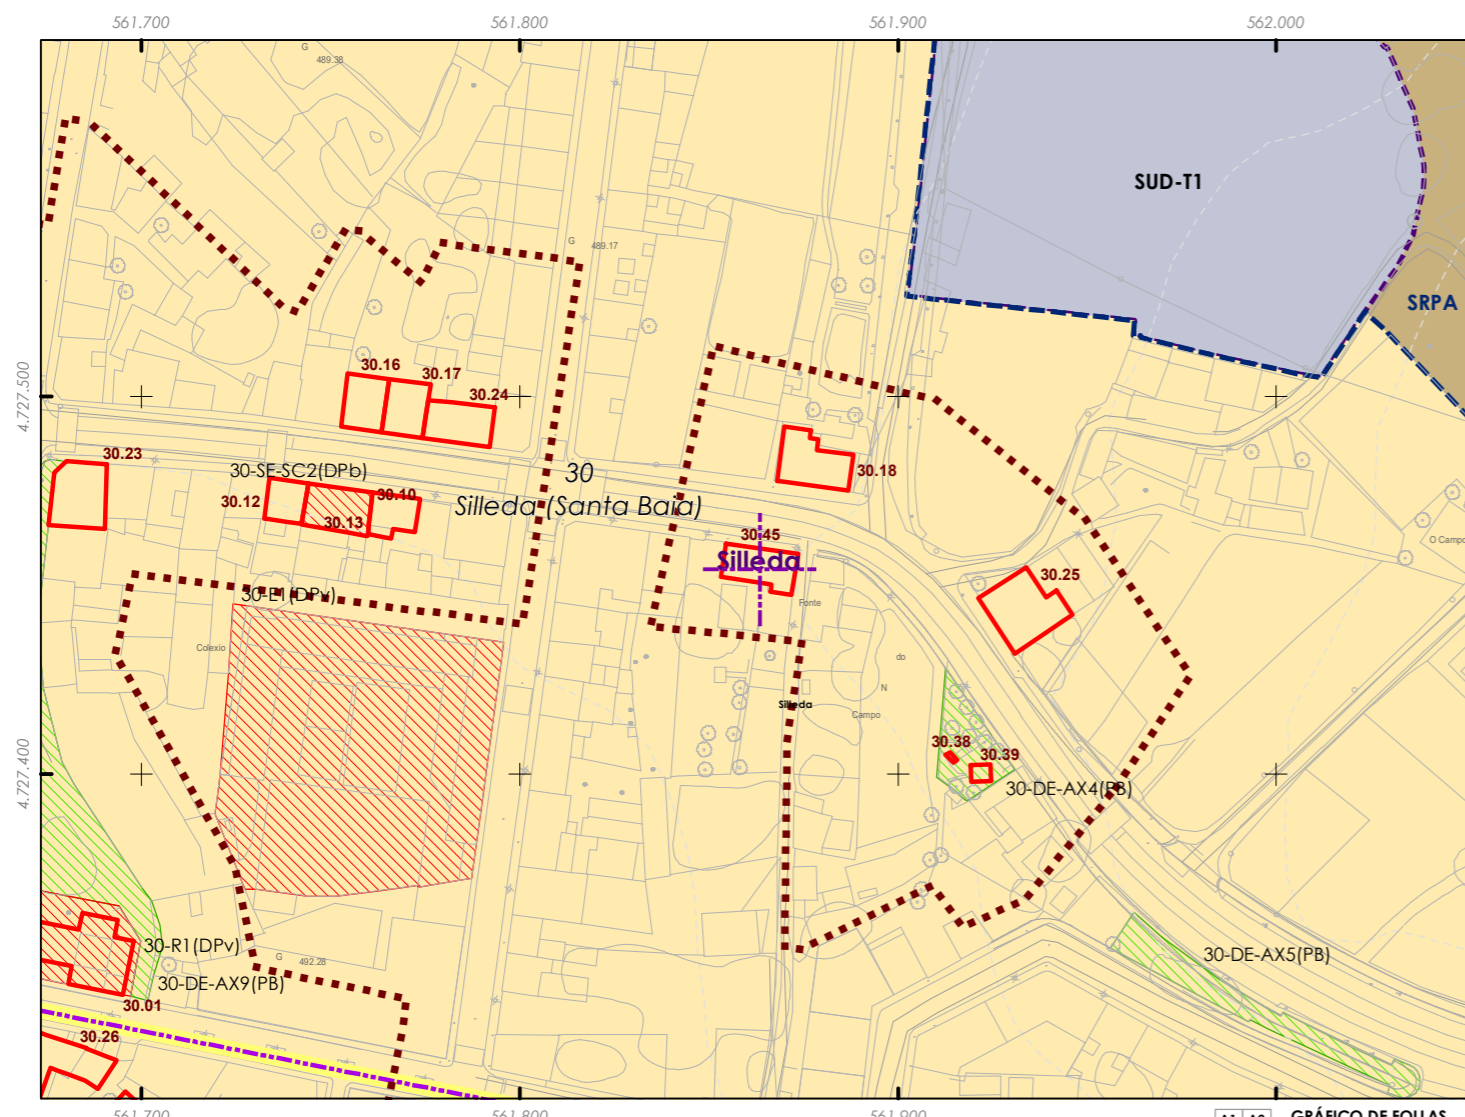 561.700 561.800 561.900 562.000
G
489.38
SUD-T1
G 489.17
SRPA
30.16
30.17
30.24
4.727.500
30.23
30-SE-SC2(DPb)
30
30.18
30.12
30.10
Silleda (Santa Baia)
30.13
30.45
O Campo
Silleda
30.25
30-E1(DPv)
Fonte
Colexio
do
N
Silleda
Campo
30.38
30.39
4.727.400
30-DE-AX4(PB)
30-R1(DPv)
30-DE-AX5(PB)
G 492.28
30-DE-AX9(PB)
30.01
30.26
561.700 561.800 561.900 562.000
GRÁFICO DE FOLLAS